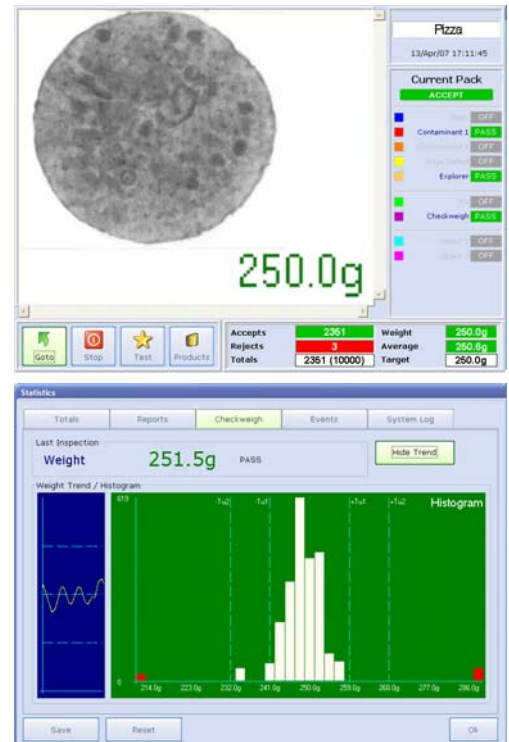 Pizza
13/Apr/07 17:11:45
Current Pack
ACCEPT
OFF
Contaminant 1 PASS
OFF
OFF
Explorer PASS
OFF
Checkweigh PASS
OFF
OFF
250.0g
Goto Stop Test Products
Accepts 2351 Weight 250.0g
Rejects 3 Average 250.6g
Totals 2351 (10000) Target 250.0g
Statistics
Totals Reports Checkweigh Events System Log
Last Inspection
Weight 251.5g PASS
Hide Trend
Weight Trend / Histogram
619 -Tu2 -Tu1 +Tu1 +Tu2 Histogram
0
214.0g 223.0g 232.0g 241.0g 250.0g 259.0g 268.0g 277.0g 286.0g
Save Reset Ok